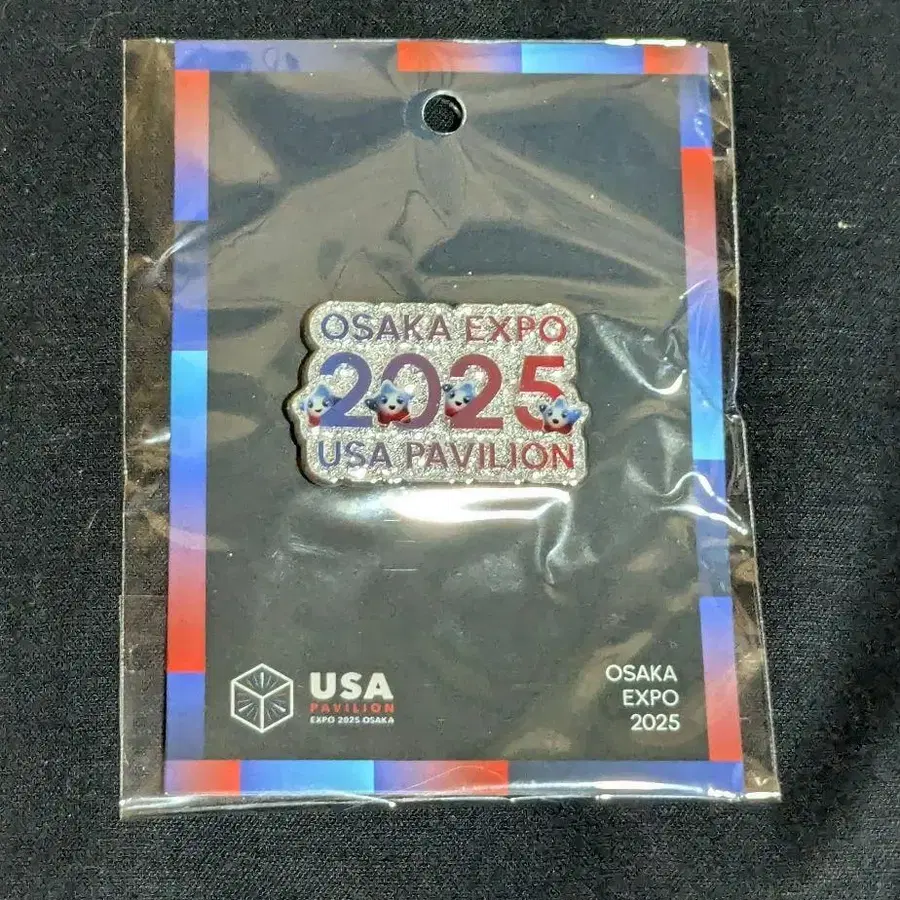 OSAKA EXPO
2025
USA PAVILION
USA
PAVILION
EXPO 2025 OSAKA
OSAKA
EXPO
2025